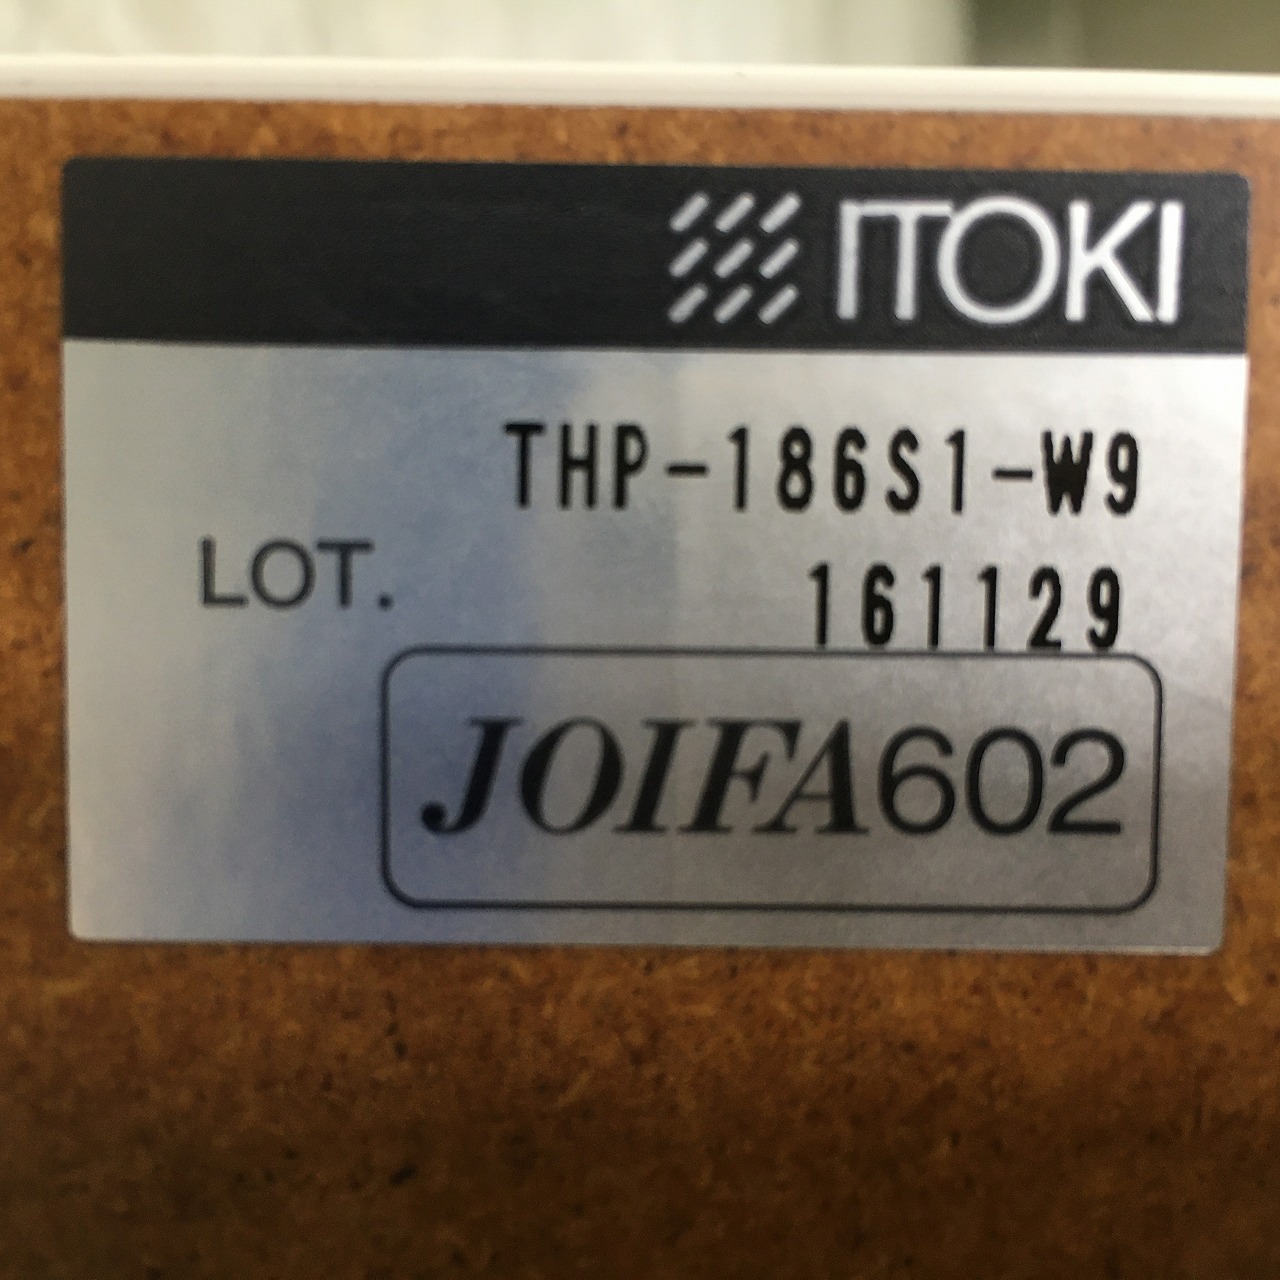 ITOKI
THP-186S1-W9
LOT. 161129
JOIFA602